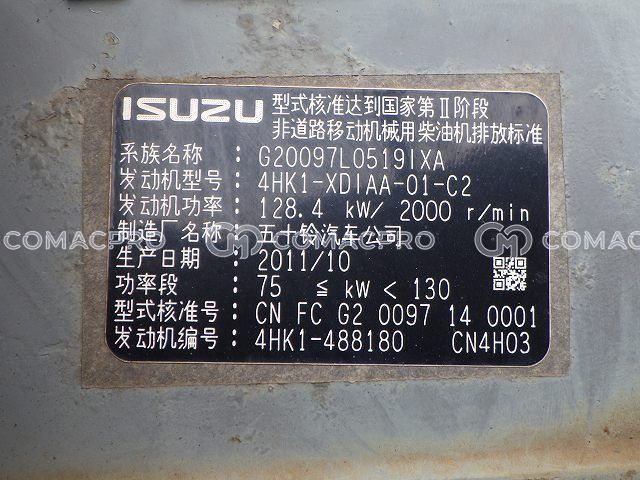 ISUZU 型式核准达到国家第Ⅱ阶段
非道路移动机械用柴油机排放标准
系族名称 : G20097L0519IXA
发动机型号: 4HK1-XDIAA-01-C2
发动机功率: 128.4 kW/ 2000 r/min
制造厂名称: 五十铃汽车公司
生产日期 : 2011/10
功率段 : 75 ≦ kW < 130
型式核准号: CN FC G2 0097 14 0001
发动机编号: 4HK1-488180 CN4H03
COMACPRO COMACPRO COMACPRO